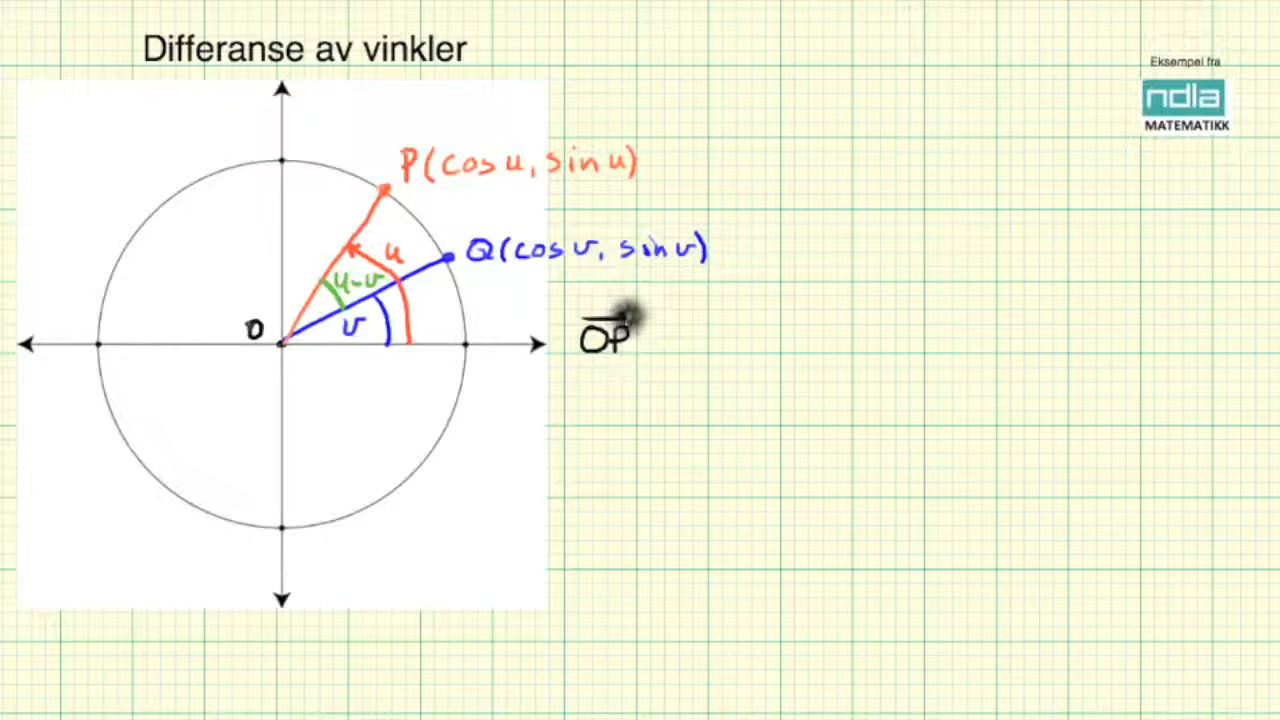 Differanse av vinkler
Eksempel fra
ndla
MATEMATIKK
P(cos u, sin u)
Q(cos v, sin v)
u
u-v
v
O
OP